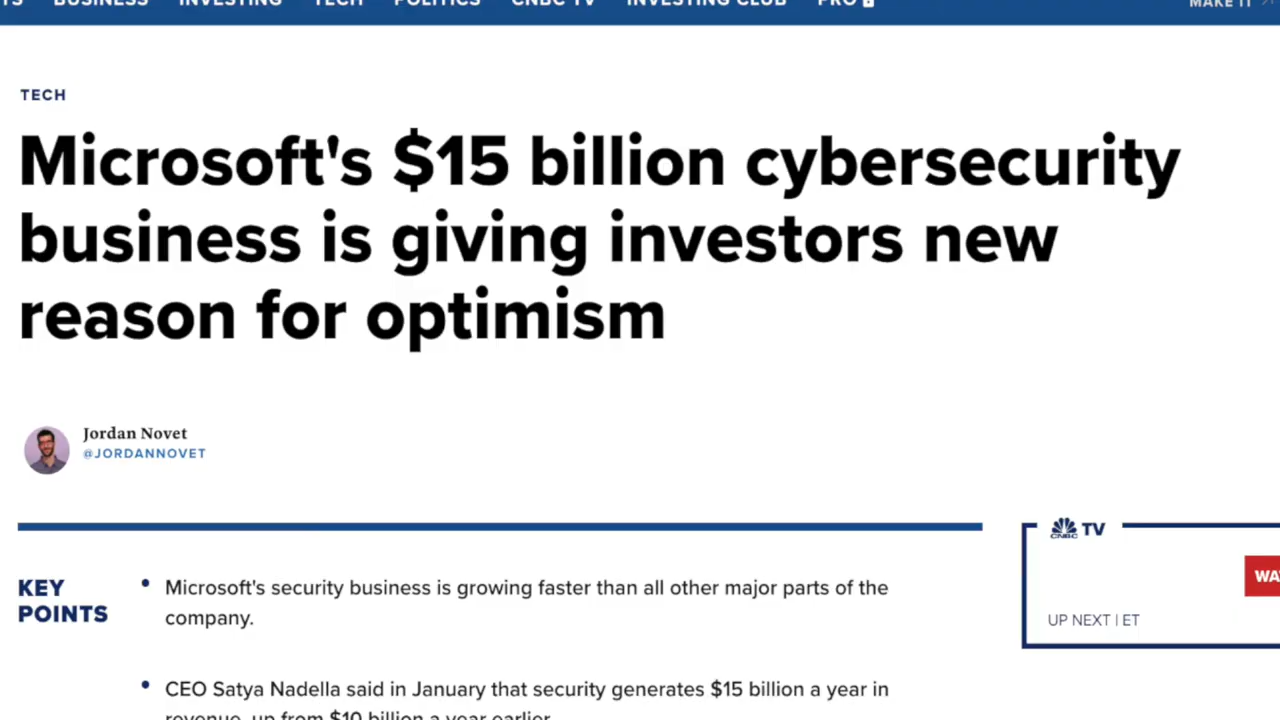 TS BUSINESS INVESTING TECH POLITICS CNBC TV INVESTING CLUB PRO MAKE IT
TECH
Microsoft's $15 billion cybersecurity
business is giving investors new
reason for optimism
Jordan Novet
@JORDANNOVET
CNBC TV
WA
UP NEXT | ET
KEY
POINTS
• Microsoft's security business is growing faster than all other major parts of the
company.
• CEO Satya Nadella said in January that security generates $15 billion a year in
revenue, up from $10 billion a year earlier.